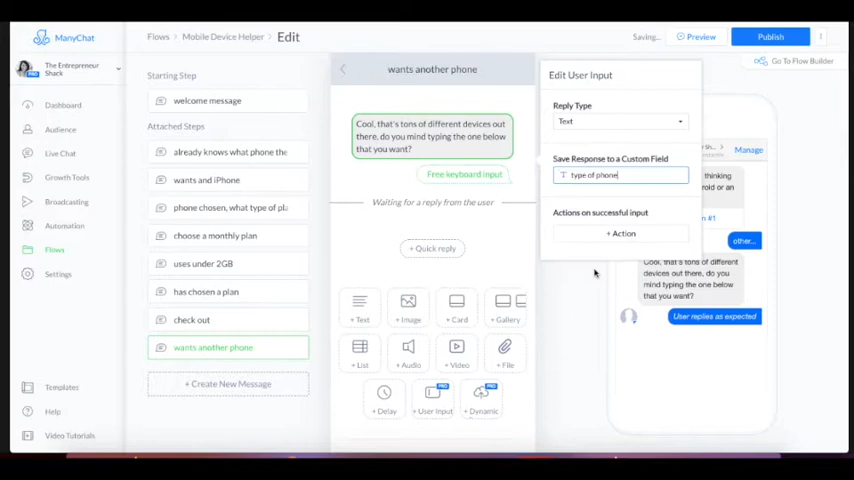 ManyChat
Flows > Mobile Device Helper > Edit
Saving...
Preview
Publish
The Entrepreneur
Shack
PRO
Go To Flow Builder
Dashboard
Audience
Live Chat
Growth Tools
Broadcasting
Automation
Flows
Settings
Templates
Help
Video Tutorials
Starting Step
welcome message
Attached Steps
already knows what phone the
wants and iPhone
phone chosen, what type of pla
choose a monthly plan
uses under 2GB
has chosen a plan
check out
wants another phone
+ Create New Message
wants another phone
Cool, that's tons of different devices out
there, do you mind typing the one below
that you want?
Free keyboard input
Waiting for a reply from the user
+ Quick reply
+ Text
+ Image
+ Card
+ Gallery
+ List
+ Audio
+ Video
+ File
+ Delay
PRO
+ User Input
PRO
+ Dynamic
Edit User Input
Reply Type
Text
Save Response to a Custom Field
T type of phone
Actions on successful input
+ Action
Manage
thinking
roid or an
n #1
other...
Cool, that's tons of different
devices out there, do you
mind typing the one below
that you want?
User replies as expected